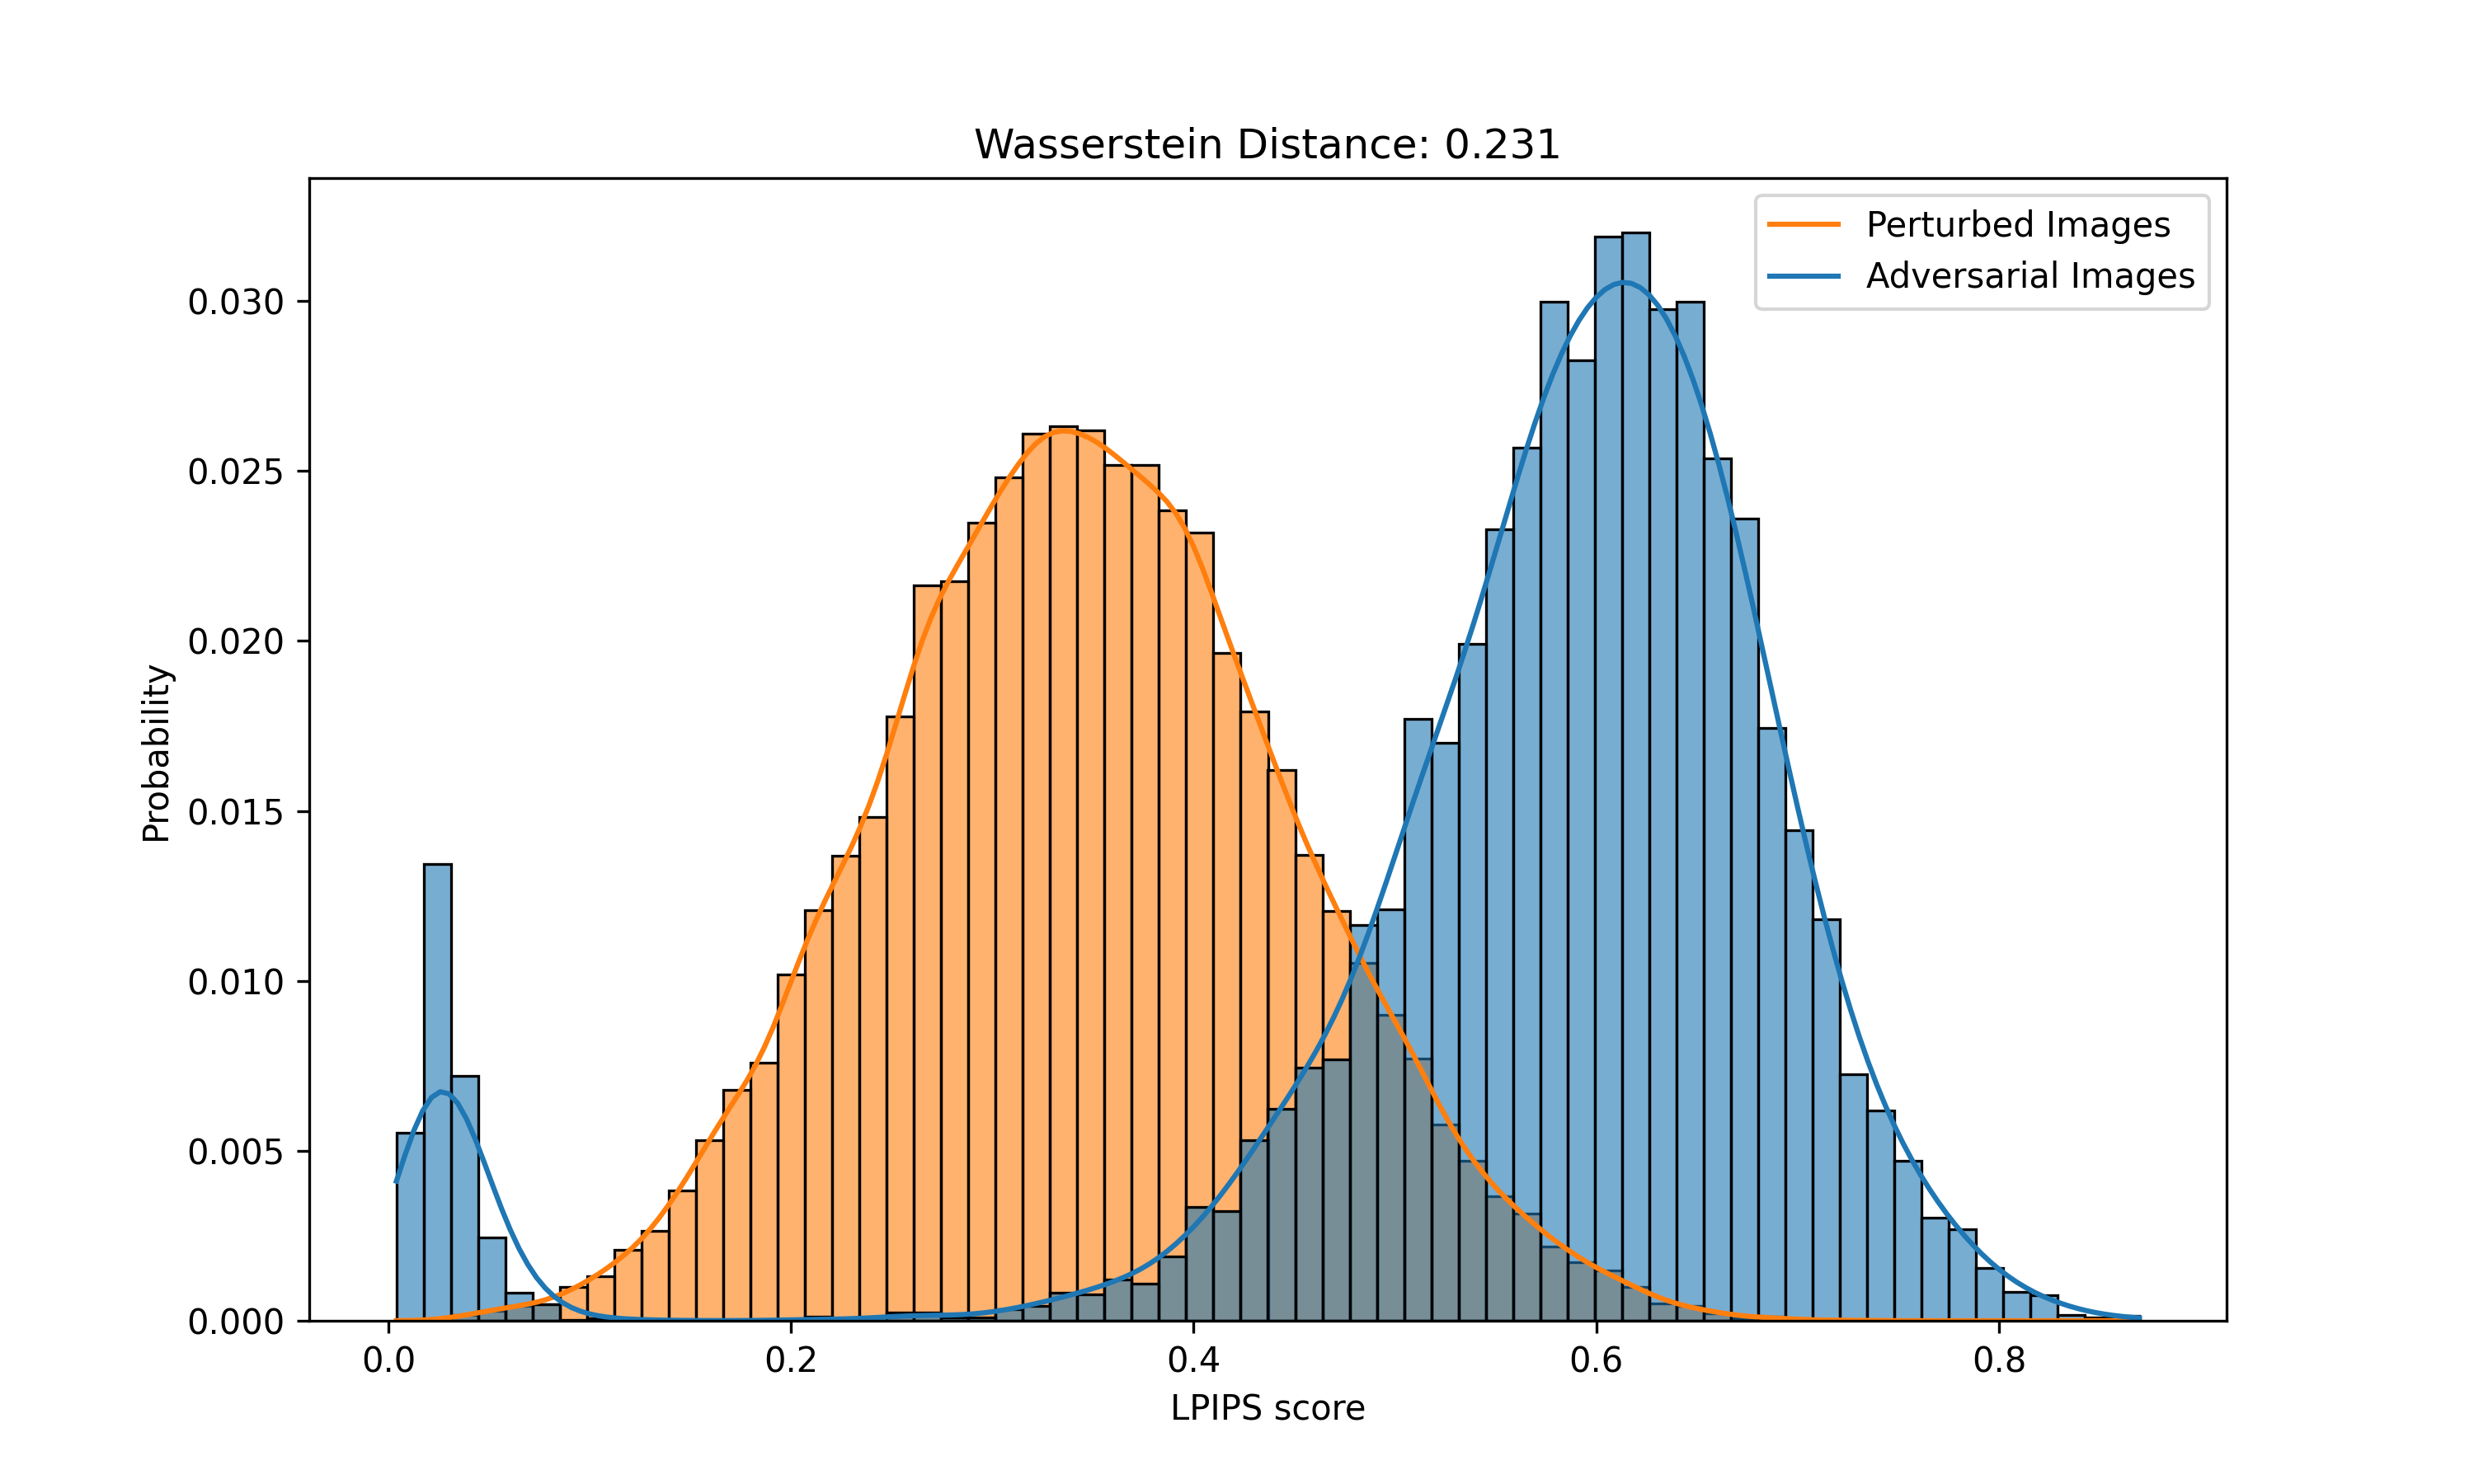 Wasserstein Distance: 0.231
Perturbed Images
Adversarial Images
0.030
0.025
0.020
0.015
0.010
0.005
0.000
Probability
0.0 0.2 0.4 0.6 0.8
LPIPS score